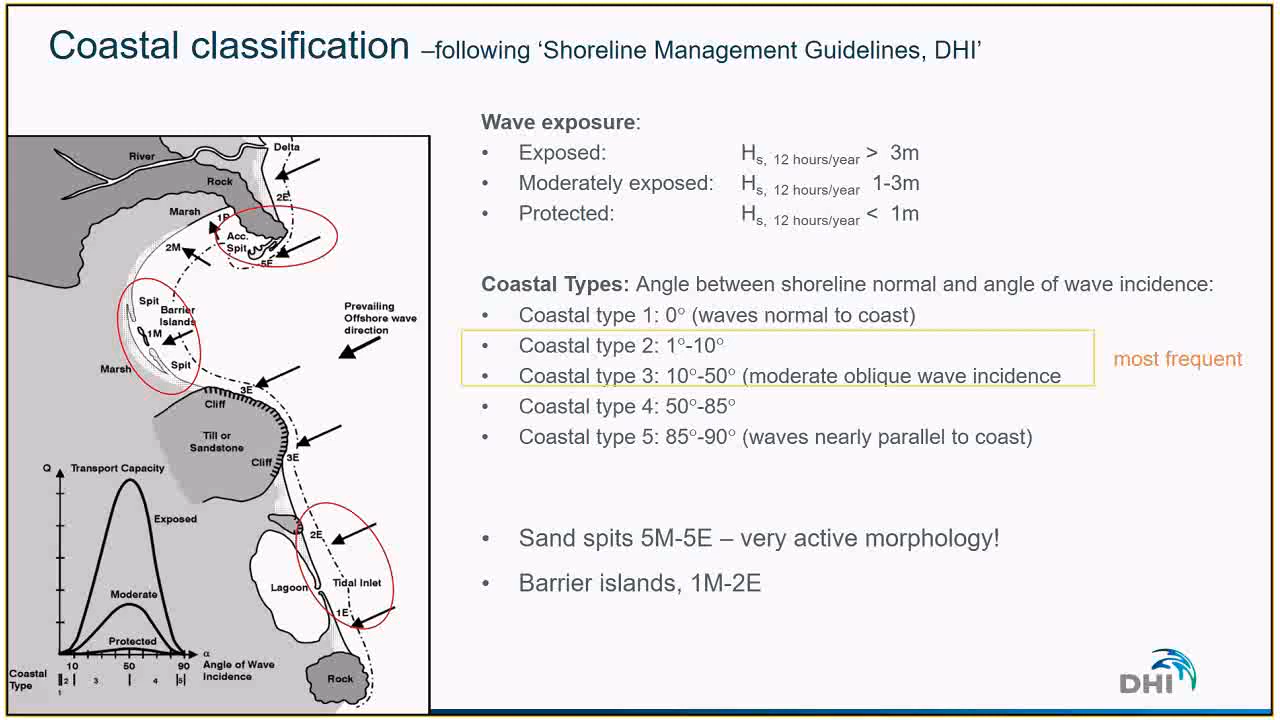 Coastal classification –following ‘Shoreline Management Guidelines, DHI’
Wave exposure:
• Exposed: Hs, 12 hours/year > 3m
• Moderately exposed: Hs, 12 hours/year 1-3m
• Protected: Hs, 12 hours/year < 1m
Coastal Types: Angle between shoreline normal and angle of wave incidence:
• Coastal type 1: 0° (waves normal to coast)
• Coastal type 2: 1°-10°
• Coastal type 3: 10°-50° (moderate oblique wave incidence
most frequent
• Coastal type 4: 50°-85°
• Coastal type 5: 85°-90° (waves nearly parallel to coast)
• Sand spits 5M-5E – very active morphology!
• Barrier islands, 1M-2E
DHI
Delta
River
Rock
2E
Marsh
1P
Acc.
Spit
2M
5E
Spit
Barrier
Islands
1M
Prevailing
Offshore wave
direction
Marsh
Spit
3E
Cliff
Till or
Sandstone
3E
Cliff
Q Transport Capacity
Exposed
2E
Moderate
Lagoon
Tidal Inlet
1E
Protected
α
10 50 90
Angle of Wave
Incidence
Coastal
Type
1 2 3 4 5
Rock